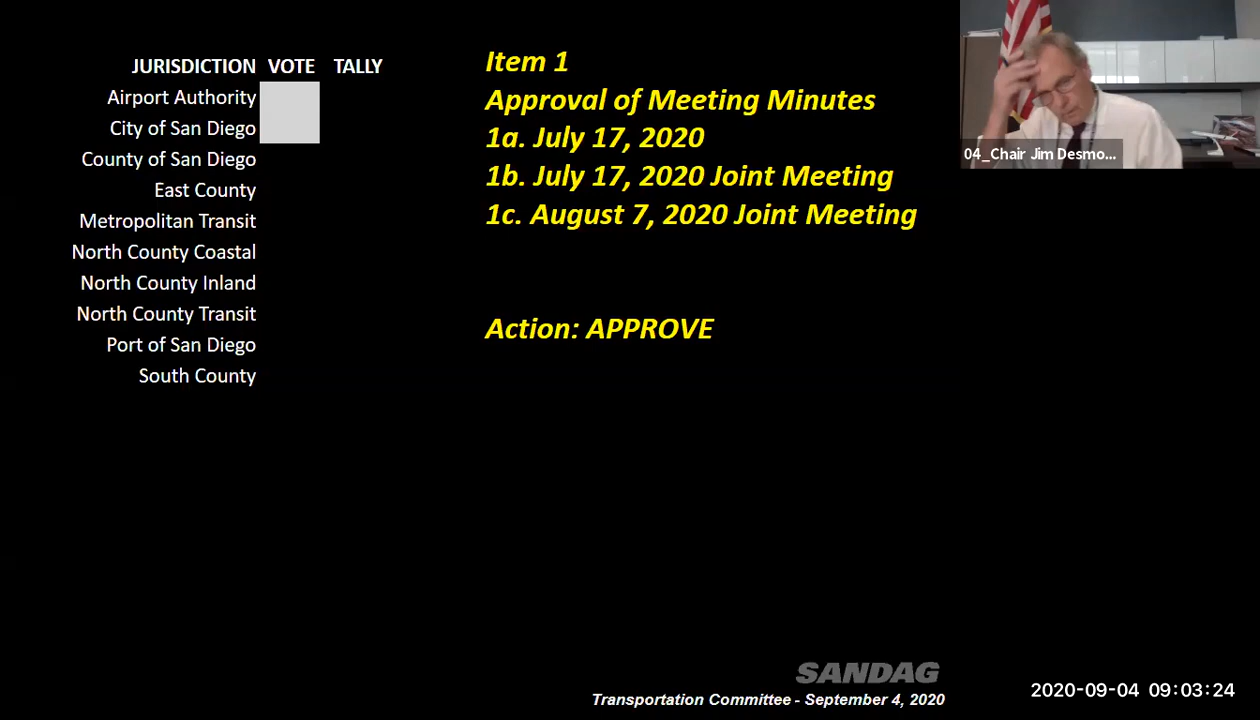 JURISDICTION VOTE TALLY
Airport Authority
City of San Diego
County of San Diego
East County
Metropolitan Transit
North County Coastal
North County Inland
North County Transit
Port of San Diego
South County
Item 1
Approval of Meeting Minutes
1a. July 17, 2020
1b. July 17, 2020 Joint Meeting
1c. August 7, 2020 Joint Meeting
Action: APPROVE
04_Chair Jim Desmo...
SANDAG
Transportation Committee - September 4, 2020
2020-09-04 09:03:24